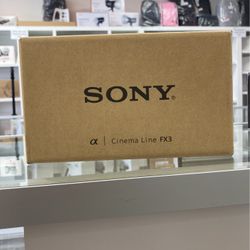 SONY®
α | Cinema Line FX3